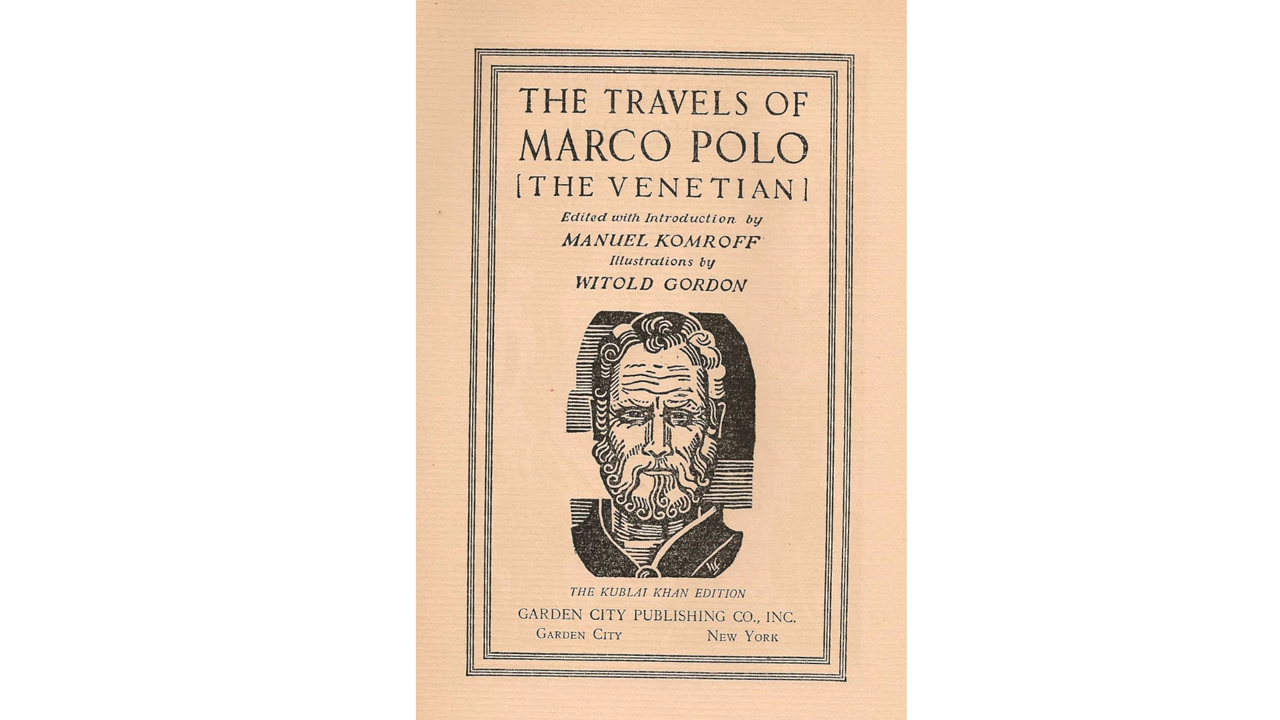 THE TRAVELS OF
MARCO POLO
[THE VENETIAN]
Edited with Introduction by
MANUEL KOMROFF
Illustrations by
WITOLD GORDON
THE KUBLAI KHAN EDITION
GARDEN CITY PUBLISHING CO., INC.
GARDEN CITY NEW YORK